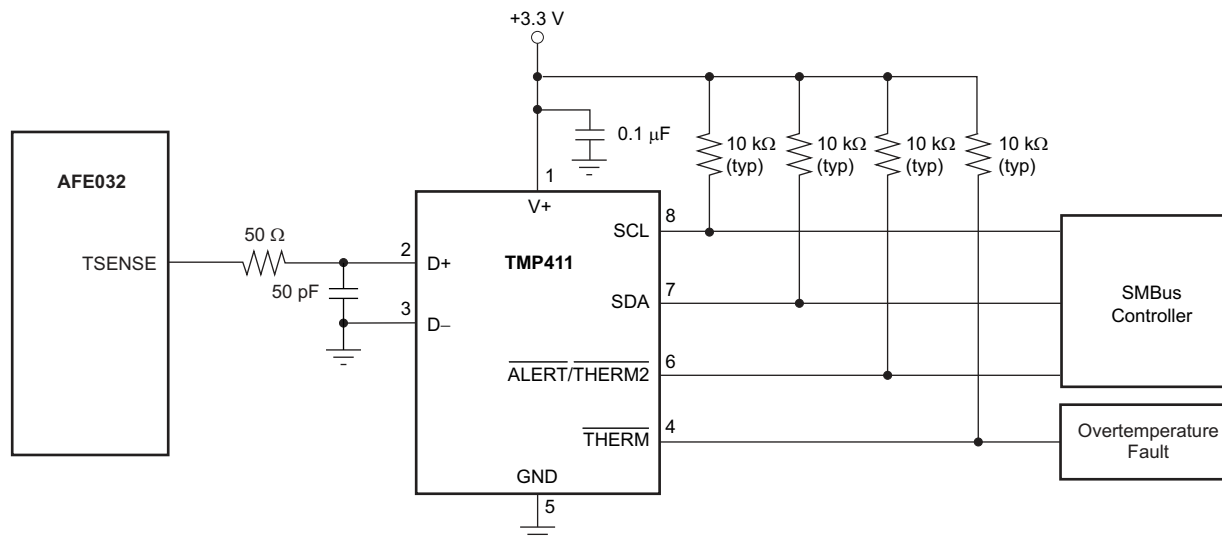 +3.3 V
0.1 μF
10 kΩ
(typ)
10 kΩ
(typ)
10 kΩ
(typ)
10 kΩ
(typ)
AFE032
TSENSE
50 Ω
50 pF
1
V+
2
D+
3
D−
TMP411
SCL
8
SDA
7
ALERT/THERM2
6
THERM
4
GND
5
SMBus
Controller
Overtemperature
Fault